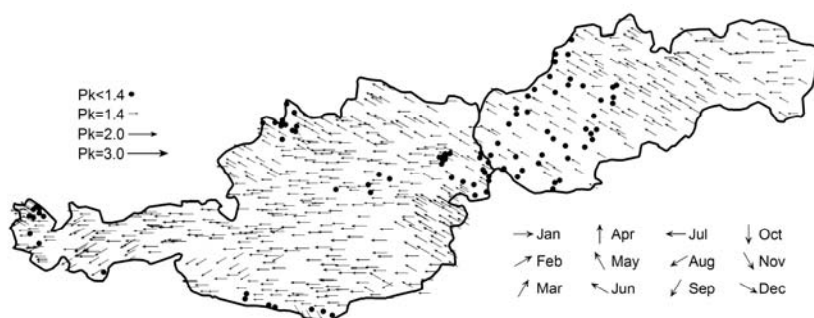 Pk<1.4
Pk=1.4
Pk=2.0
Pk=3.0
Jan Apr Jul Oct
Feb May Aug Nov
Mar Jun Sep Dec